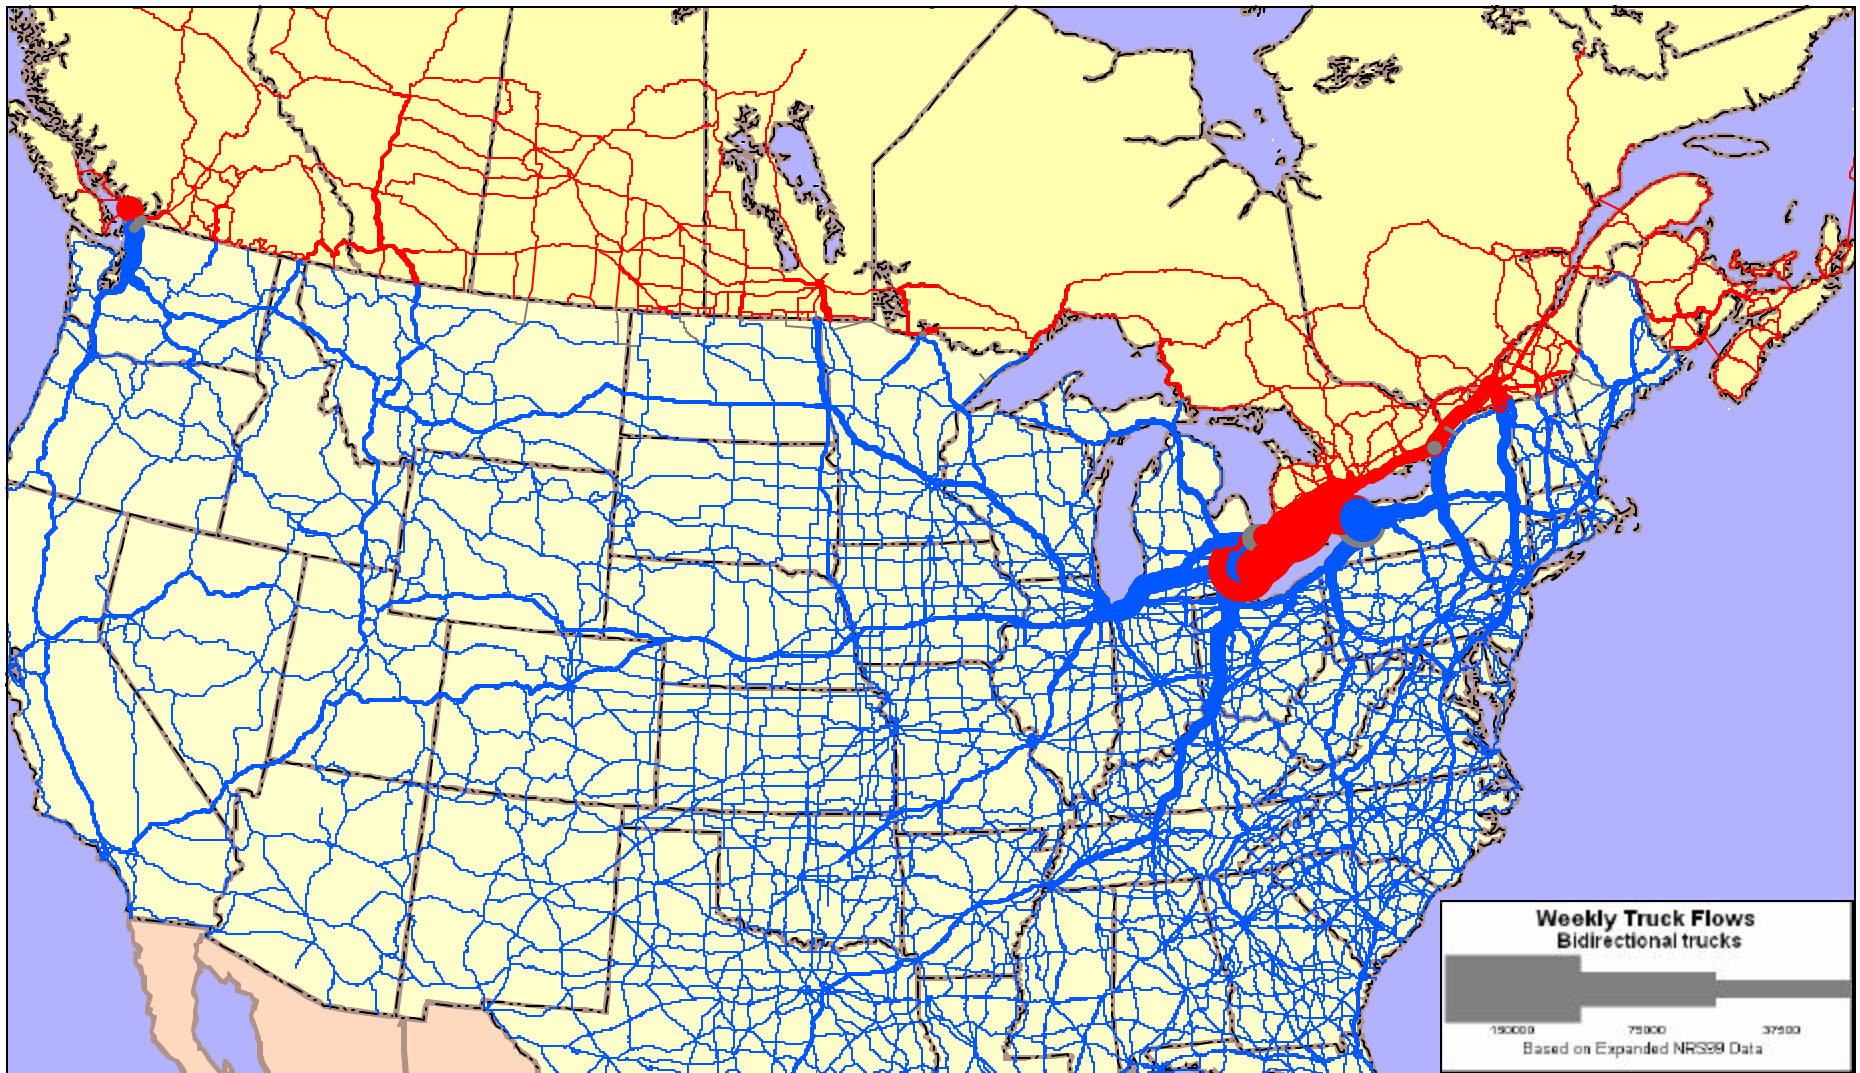 Weekly Truck Flows
Bidirectional trucks
150000 75000 37500
Based on Expanded NRS99 Data